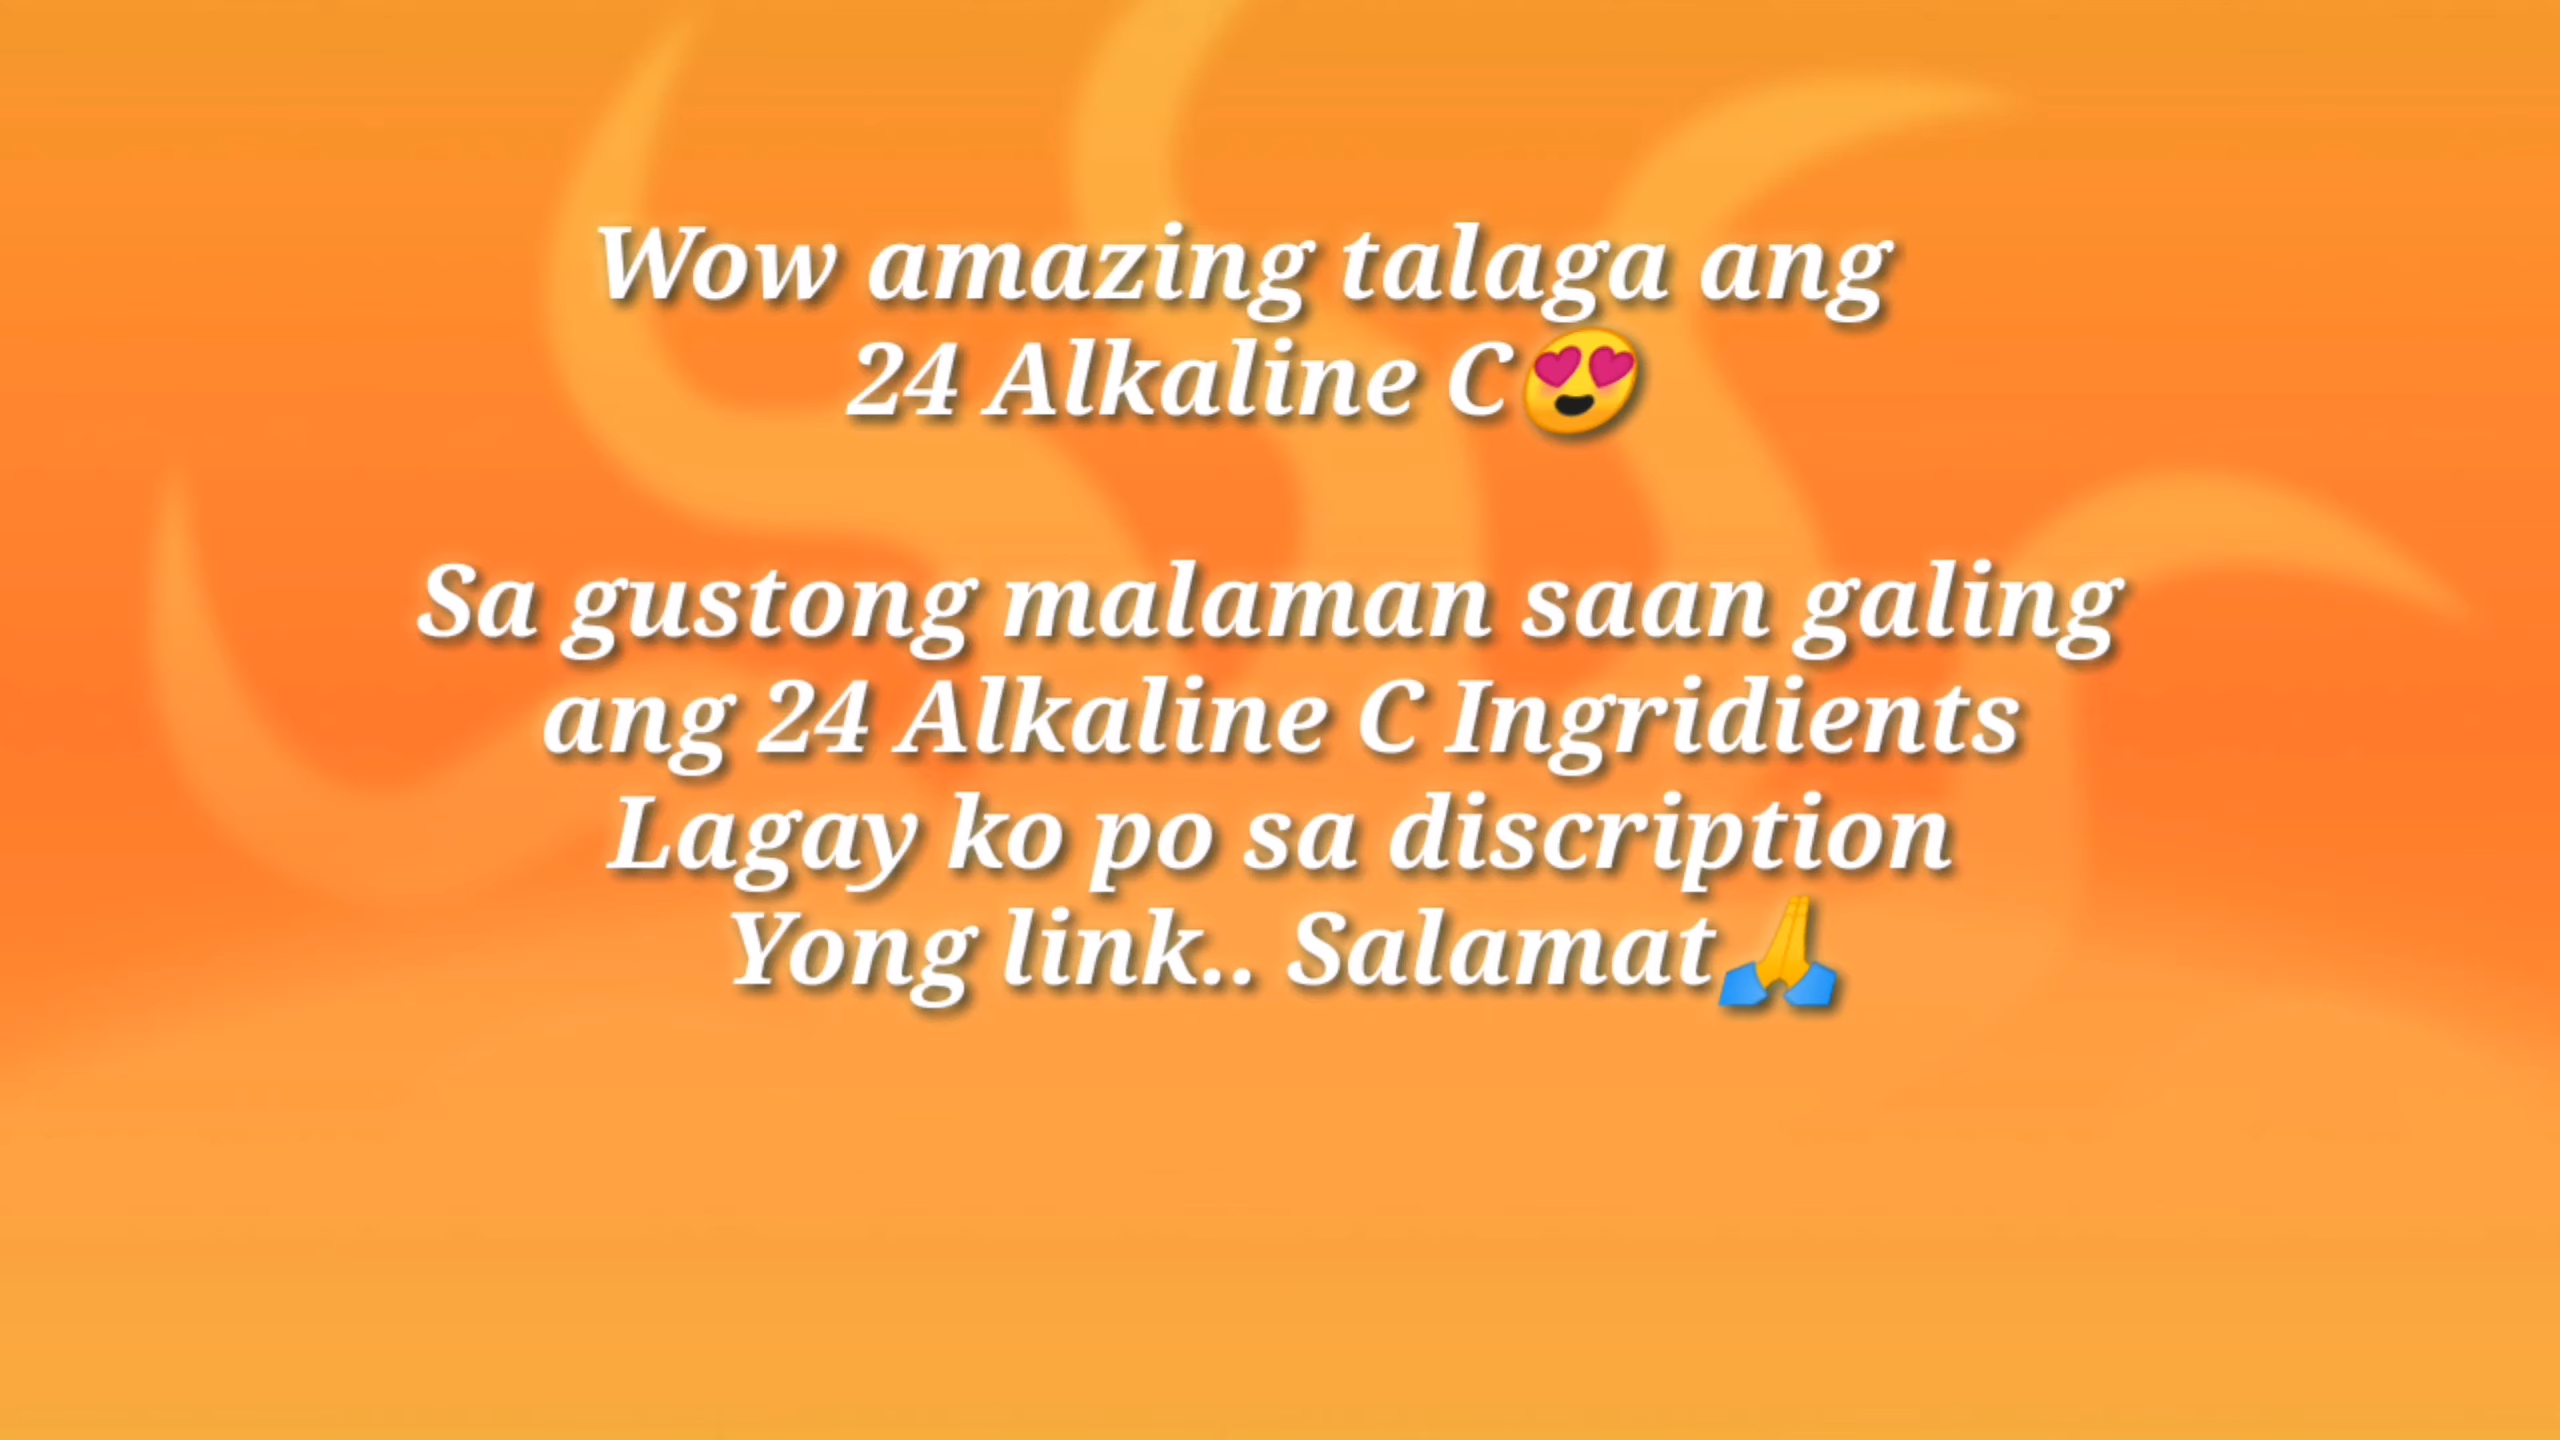 Wow amazing talaga ang
24 Alkaline C😍
Sa gustong malaman saan galing
ang 24 Alkaline C Ingridients
Lagay ko po sa discription
Yong link.. Salamat🙏